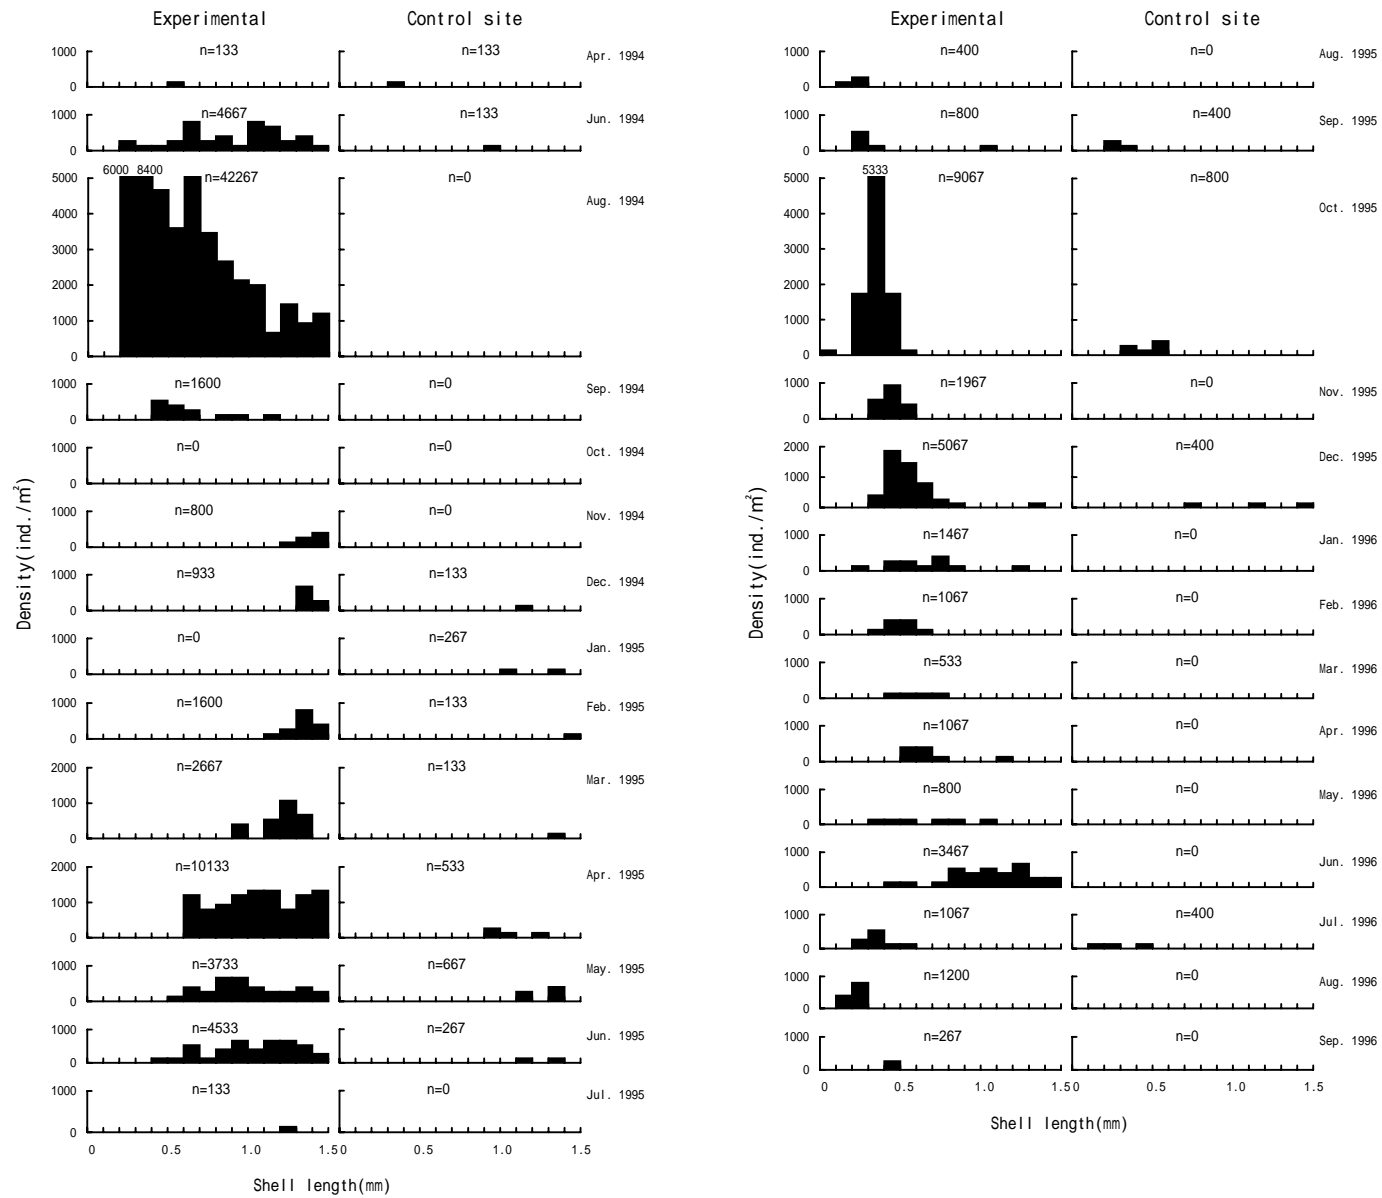 Experimental Control site
1000 n=133 n=133 Apr. 1994
0
1000 n=4667 n=133 Jun. 1994
0
6000 8400
5000 n=42267 n=0 Aug. 1994
4000
3000
2000
1000
0
1000 n=1600 n=0 Sep. 1994
0
1000 n=0 n=0 Oct. 1994
0
1000 n=800 n=0 Nov. 1994
0
1000 n=933 n=133 Dec. 1994
0
1000 n=0 n=267 Jan. 1995
0
1000 n=1600 n=133 Feb. 1995
0
2000 n=2667 n=133 Mar. 1995
1000
0
2000 n=10133 n=533 Apr. 1995
1000
0
1000 n=3733 n=667 May. 1995
0
1000 n=4533 n=267 Jun. 1995
0
1000 n=133 n=0 Jul. 1995
0
0 0.5 1.0 1.5 0 0.5 1.0 1.5
Shell length(mm)
Density(ind./m²)
Experimental Control site
1000 n=400 n=0 Aug. 1995
0
1000 n=800 n=400 Sep. 1995
0
5333
5000 n=9067 n=800 Oct. 1995
4000
3000
2000
1000
0
1000 n=1967 n=0 Nov. 1995
0
2000 n=5067 n=400 Dec. 1995
1000
0
1000 n=1467 n=0 Jan. 1996
0
1000 n=1067 n=0 Feb. 1996
0
1000 n=533 n=0 Mar. 1996
0
1000 n=1067 n=0 Apr. 1996
0
1000 n=800 n=0 May. 1996
0
1000 n=3467 n=0 Jun. 1996
0
1000 n=1067 n=400 Jul. 1996
0
1000 n=1200 n=0 Aug. 1996
0
1000 n=267 n=0 Sep. 1996
0
0 0.5 1.0 1.5 0 0.5 1.0 1.5
Shell length(mm)
Density(ind./m²)